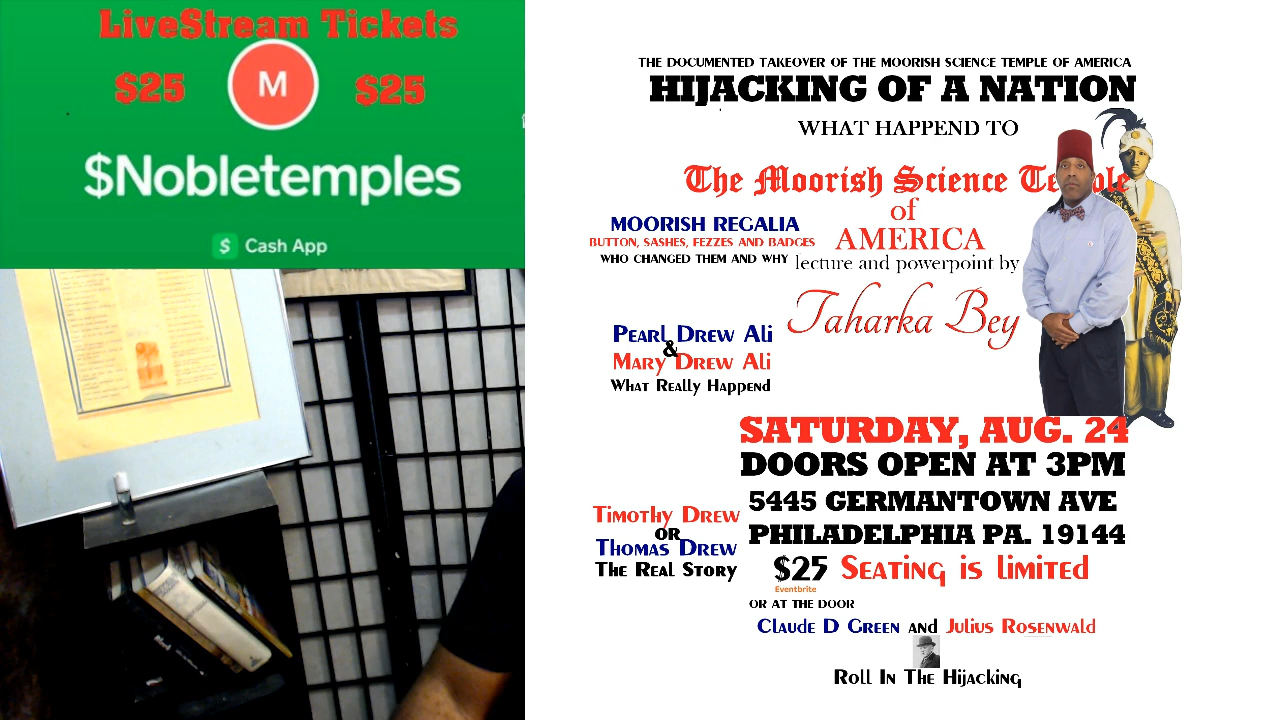 LiveStream Tickets
$25 M $25
$Nobletemples
$ Cash App
THE DOCUMENTED TAKEOVER OF THE MOORISH SCIENCE TEMPLE OF AMERICA
HIJACKING OF A NATION
WHAT HAPPEND TO
The Moorish Science Temple
of
AMERICA
lecture and powerpoint by
Taharka Bey
MOORISH REGALIA
BUTTON, SASHES, FEZZES AND BADGES
WHO CHANGED THEM AND WHY
Pearl Drew Ali
&
Mary Drew Ali
What Really Happend
SATURDAY, AUG. 24
DOORS OPEN AT 3PM
5445 GERMANTOWN AVE
PHILADELPHIA PA. 19144
Timothy Drew
OR
Thomas Drew
The Real Story
$25 Seating is limited
Eventbrite
OR AT THE DOOR
Claude D Green and Julius Rosenwald
Roll In The Hijacking